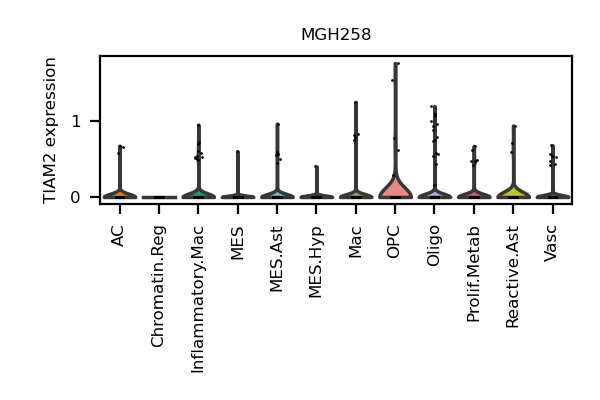 MGH258
TIAM2 expression
1
0
AC
Chromatin.Reg
Inflammatory.Mac
MES
MES.Ast
MES.Hyp
Mac
OPC
Oligo
Prolif.Metab
Reactive.Ast
Vasc